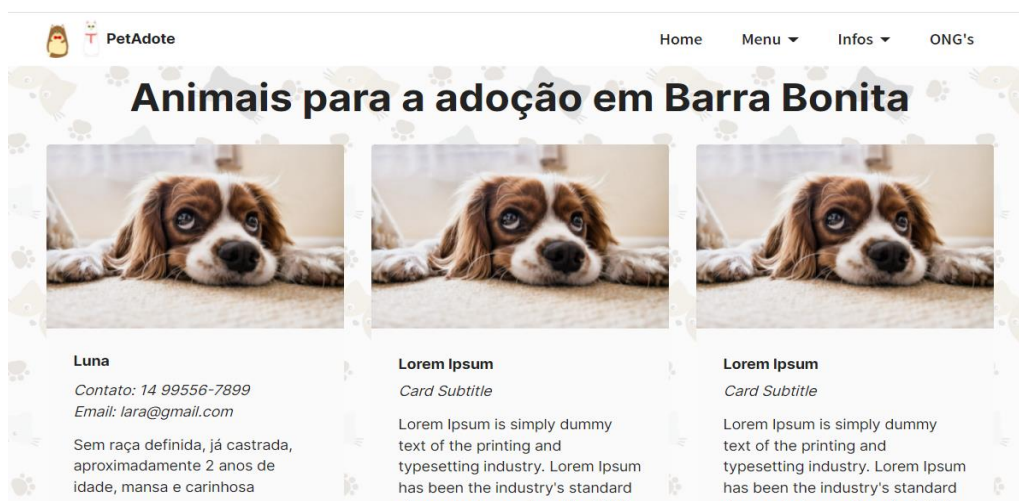 PetAdote
Home Menu Infos ONG's
Animais para a adoção em Barra Bonita
Luna
Contato: 14 99556-7899
Email: lara@gmail.com
Sem raça definida, já castrada,
aproximadamente 2 anos de
idade, mansa e carinhosa
Lorem Ipsum
Card Subtitle
Lorem Ipsum is simply dummy
text of the printing and
typesetting industry. Lorem Ipsum
has been the industry's standard
Lorem Ipsum
Card Subtitle
Lorem Ipsum is simply dummy
text of the printing and
typesetting industry. Lorem Ipsum
has been the industry's standard